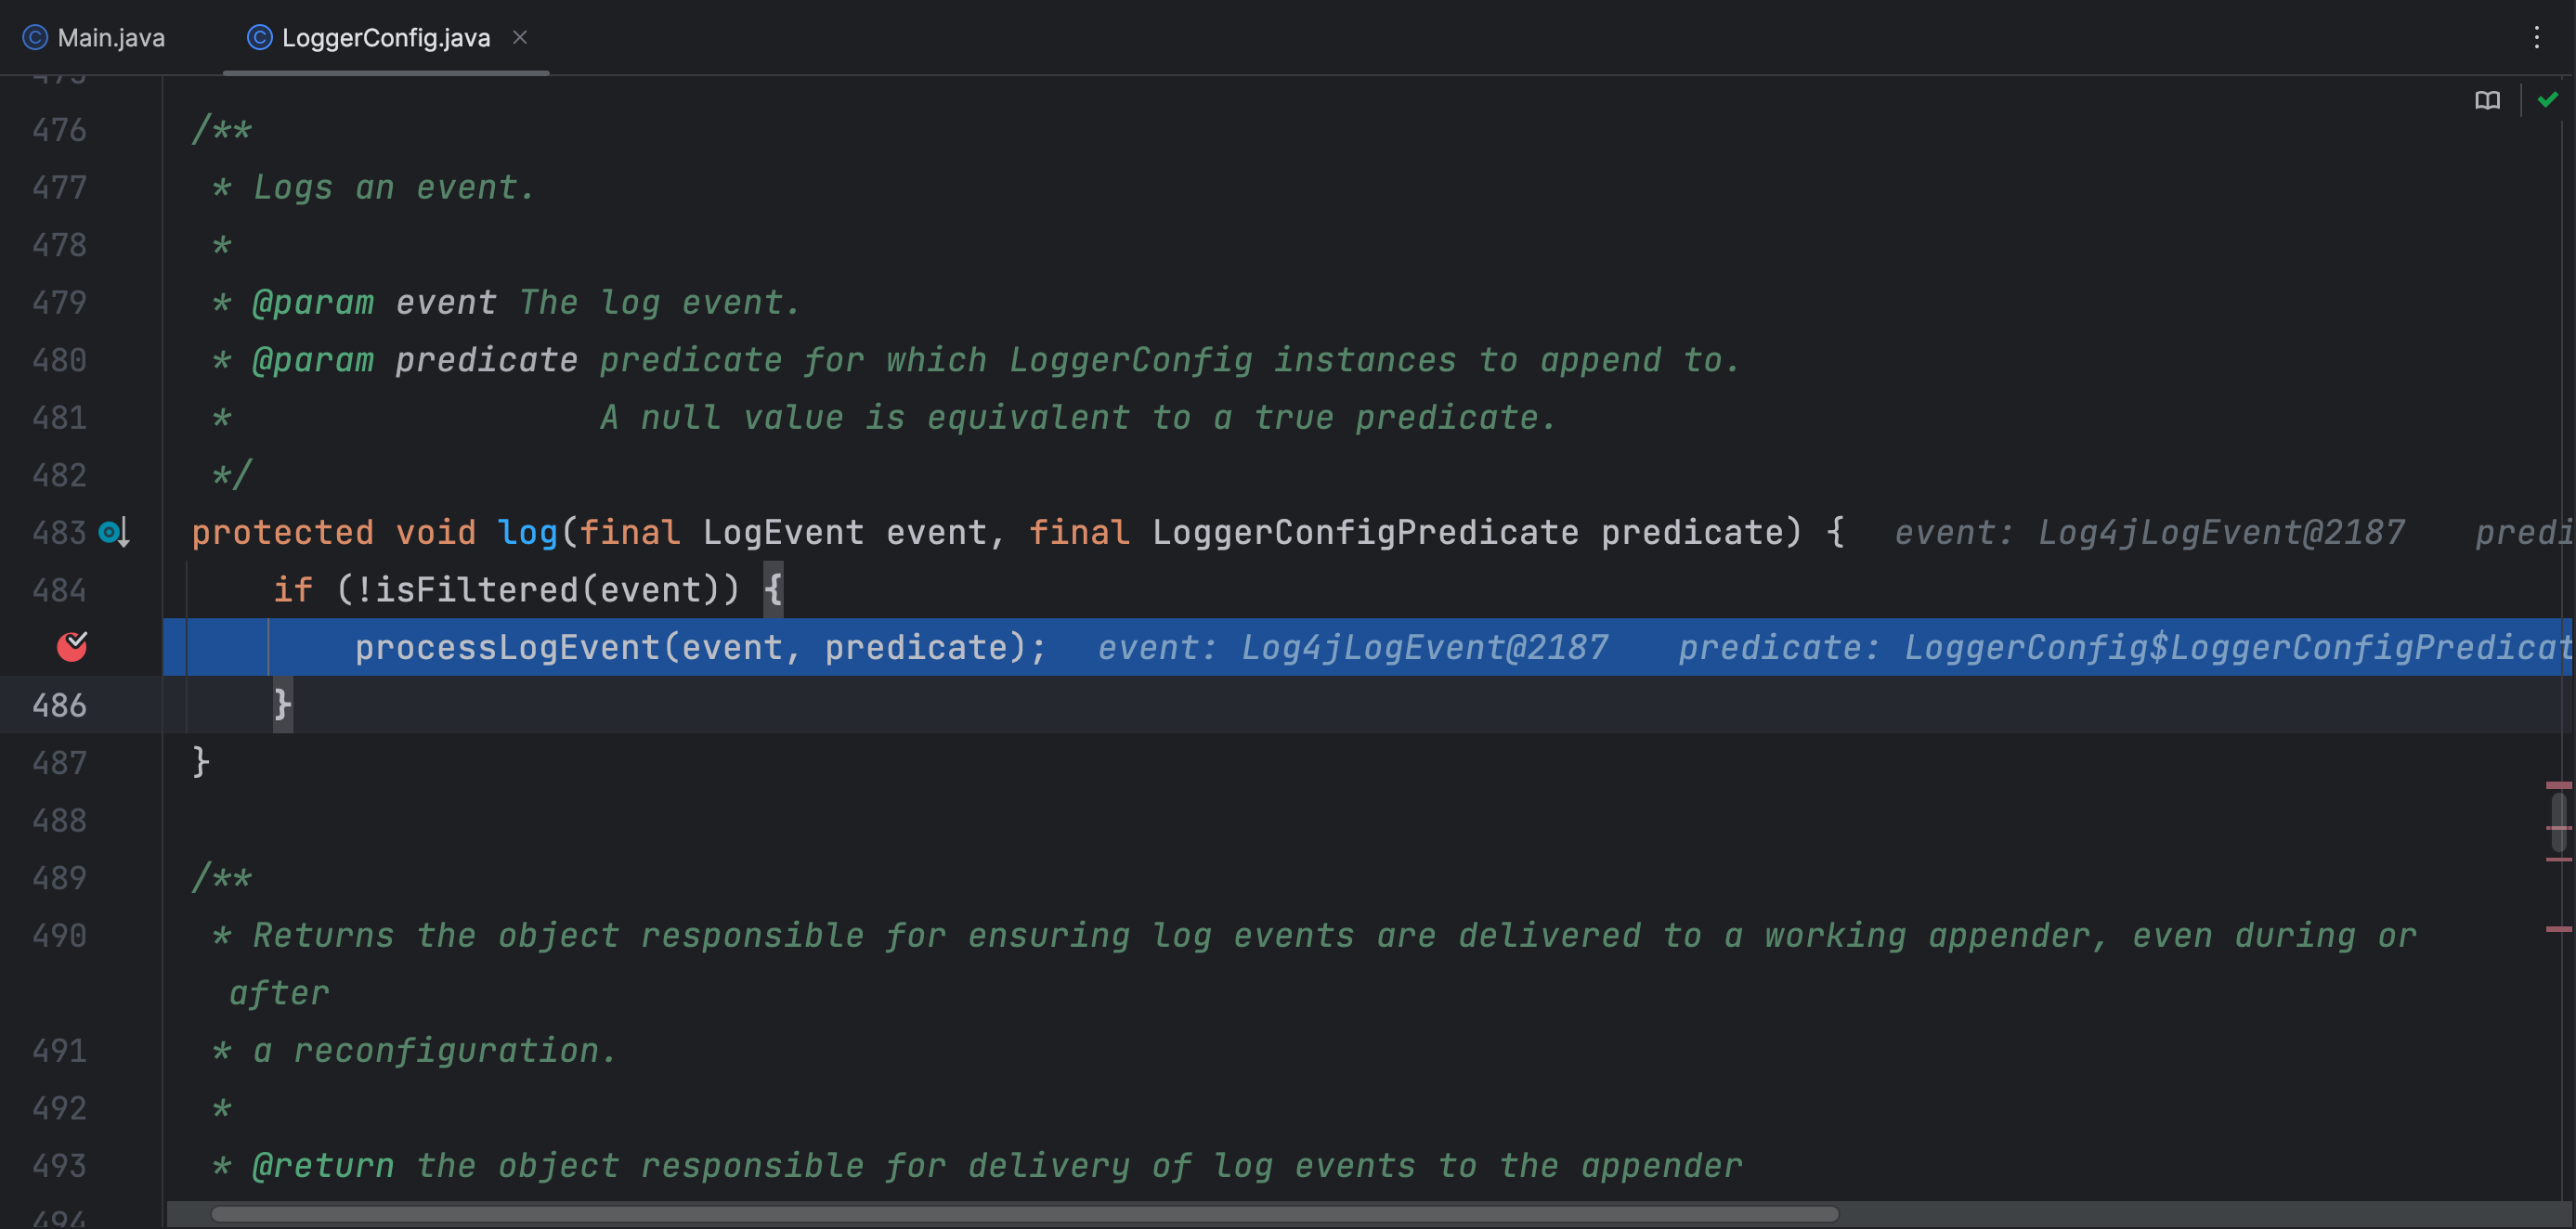 Main.java LoggerConfig.java
475
476 /**
477 * Logs an event.
478 *
479 * @param event The log event.
480 * @param predicate predicate for which LoggerConfig instances to append to.
481 * A null value is equivalent to a true predicate.
482 */
483 protected void log(final LogEvent event, final LoggerConfigPredicate predicate) { event: Log4jLogEvent@2187 predi
484 if (!isFiltered(event)) {
processLogEvent(event, predicate); event: Log4jLogEvent@2187 predicate: LoggerConfig$LoggerConfigPredicat
486 }
487 }
488
489 /**
490 * Returns the object responsible for ensuring log events are delivered to a working appender, even during or
after
491 * a reconfiguration.
492 *
493 * @return the object responsible for delivery of log events to the appender
494